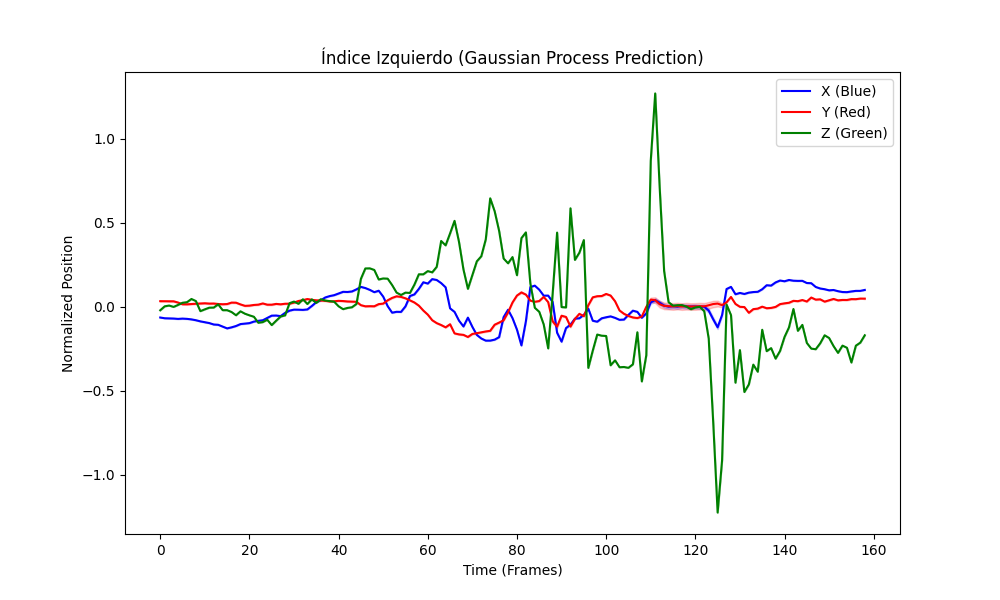 Índice Izquierdo (Gaussian Process Prediction)
X (Blue)
Y (Red)
Z (Green)
1.0
0.5
0.0
−0.5
−1.0
Normalized Position
0 20 40 60 80 100 120 140 160
Time (Frames)